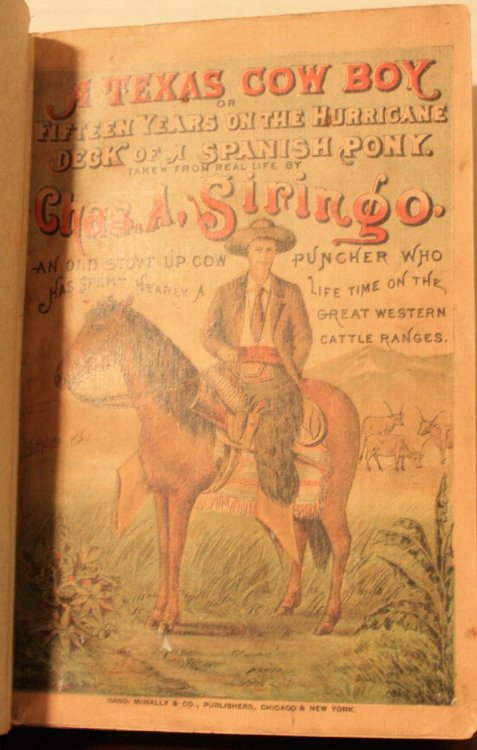 A TEXAS COW BOY
OR
FIFTEEN YEARS ON THE HURRICANE
DECK OF A SPANISH PONY.
TAKEN FROM REAL LIFE BY
Chas. A. Siringo.
AN OLD STOVE UP COW PUNCHER WHO
HAS SPENT NEARLY A LIFE TIME ON THE
GREAT WESTERN
CATTLE RANGES.
RAND, MCNALLY & CO., PUBLISHERS, CHICAGO & NEW YORK.